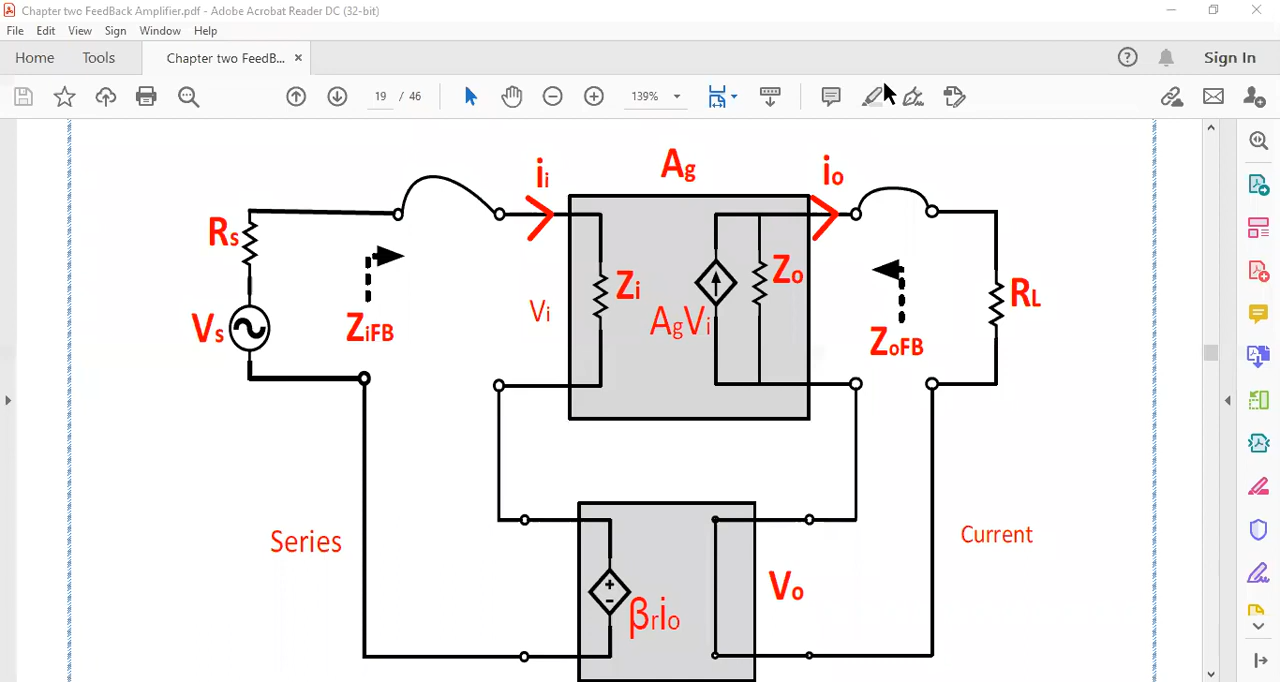 Chapter two FeedBack Amplifier.pdf - Adobe Acrobat Reader DC (32-bit)
File Edit View Sign Window Help
Home Tools Chapter two FeedB... × Sign In
19 / 46 139%
Ag
ii
io
Rs
Zi
Zo
Vi
AgVi
RL
Vs
ZiFB
ZoFB
Series
Current
Vo
βrio